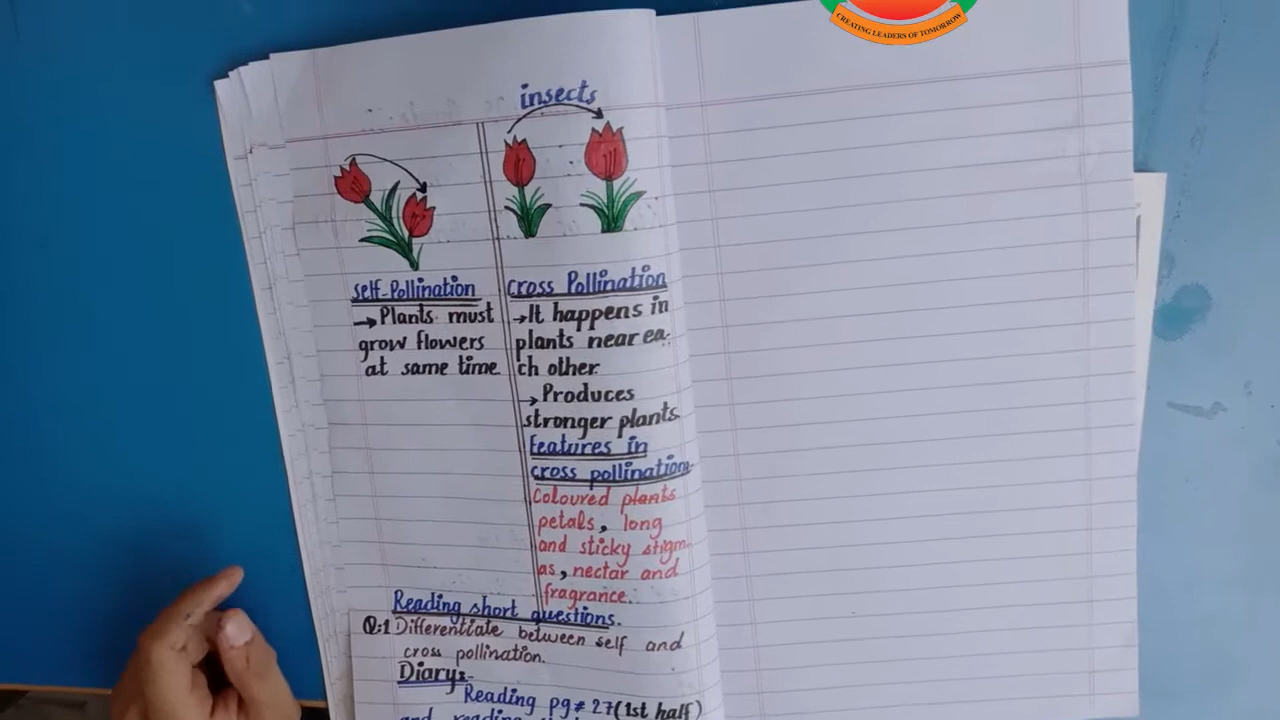 CREATING LEADERS OF TOMORROW
insects
self-Pollination
→Plants must
grow flowers
at same time
cross Pollination
→It happens in
plants near ea-
ch other.
→Produces
stronger plants.
Features in
cross pollination:
Coloured plants
petals, long
and sticky stigm-
as, nectar and
fragrance.
Reading short questions.
Q:1 Differentiate between self and
cross pollination.
Diary:-
Reading pg# 27(1st half)
and reading